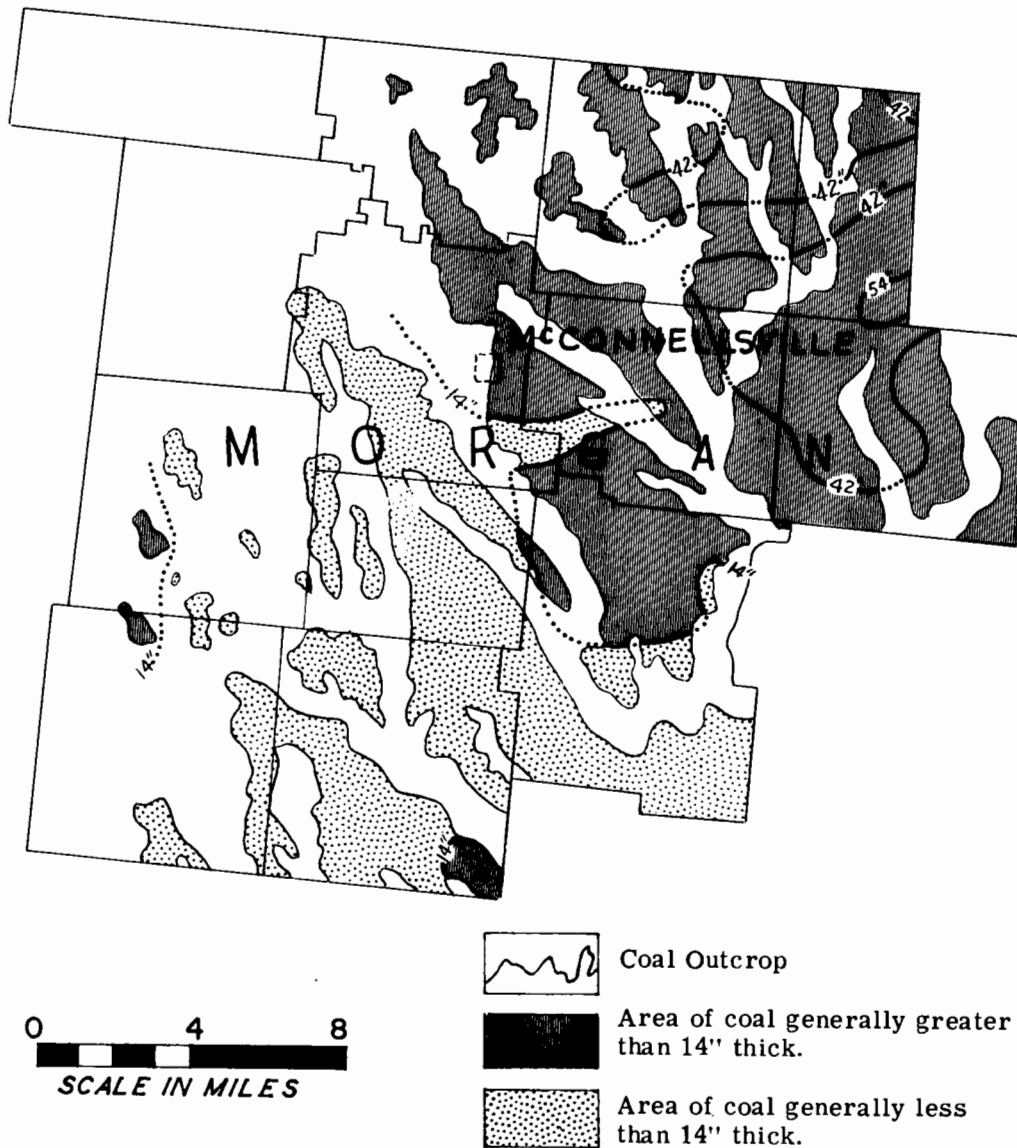 42
42
42"
42"
54
McCONNELLSVILLE
14"
M O R G A N
42
14"
14"
14"
Coal Outcrop
0 4 8
SCALE IN MILES
Area of coal generally greater
than 14" thick.
Area of coal generally less
than 14" thick.